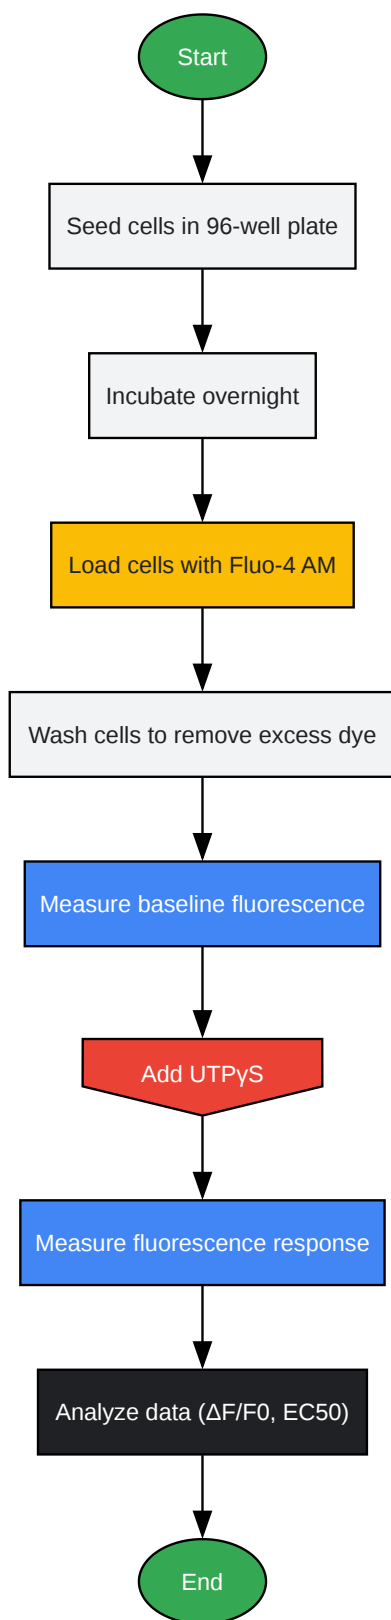 Start
Seed cells in 96-well plate
Incubate overnight
Load cells with Fluo-4 AM
Wash cells to remove excess dye
Measure baseline fluorescence
Add UTPγS
Measure fluorescence response
Analyze data (ΔF/F0, EC50)
End